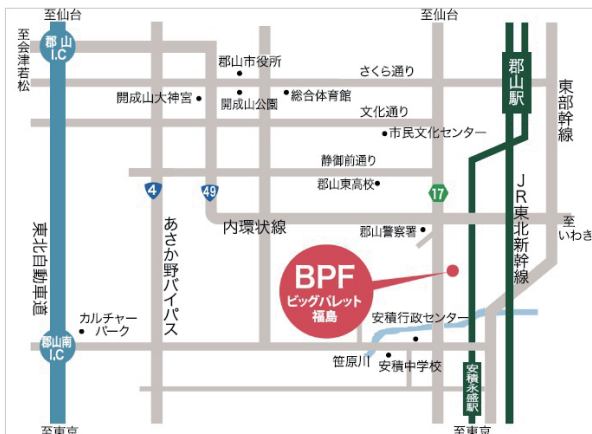 至仙台
至仙台
至会津若松
郡山
I.C
郡山市役所
さくら通り
開成山大神宮
開成山公園
総合体育館
文化通り
市民文化センター
郡山駅
東部幹線
静御前通り
郡山東高校
4
49
17
あさか野バイパス
内環状線
郡山警察署
JR東北新幹線
至
いわき
東北自動車道
BPF
ビッグパレット
福島
カルチャー
パーク
安積行政センター
郡山南
I.C
笹原川
安積中学校
安積永盛駅
至東京
至東京